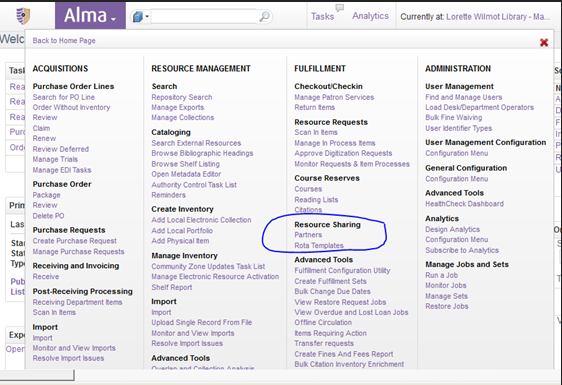 Alma
Tasks
Analytics
Currently at: Lorette Wilmot Library - Ma...
Welc
Back to Home Page
Tas
Rea
Rea
Rea
Purc
Orde
Prim
Las
Star
Stat
Typ
Pub
Les
Expo
Open
ACQUISITIONS
Purchase Order Lines
Search for PO Line
Order Without Inventory
Review
Claim
Renew
Review Deferred
Manage Trials
Manage EDI Tasks
Purchase Order
Package
Review
Delete PO
Purchase Requests
Create Purchase Request
Manage Purchase Requests
Receiving and Invoicing
Receive
Post-Receiving Processing
Receiving Department Items
Scan In Items
Import
Import
Monitor and View Imports
Resolve Import Issues
RESOURCE MANAGEMENT
Search
Repository Search
Manage Exports
Manage Collections
Cataloging
Search External Resources
Browse Bibliographic Headings
Browse Shelf Listing
Open Metadata Editor
Authority Control Task List
Reminders
Create Inventory
Add Local Electronic Collection
Add Local Portfolio
Add Physical Item
Manage Inventory
Community Zone Updates Task List
Manage Electronic Resource Activation
Shelf Report
Import
Import
Upload Single Record From File
Monitor and View Imports
Resolve Import Issues
Advanced Tools
Overlap and Collection Analysis
FULFILLMENT
Checkout/Checkin
Manage Patron Services
Return Items
Resource Requests
Scan In Items
Manage In Process Items
Approve Digitization Requests
Monitor Requests & Item Processes
Course Reserves
Courses
Reading Lists
Citations
Resource Sharing
Partners
Rota Templates
Advanced Tools
Fulfillment Configuration Utility
Create Fulfillment Sets
Bulk Change Due Dates
View Restore Request Jobs
View Overdue and Lost Loan Jobs
Offline Circulation
Items Requiring Action
Transfer requests
Create Fines And Fees Report
Bulk Citation Inventory Enrichment
ADMINISTRATION
User Management
Find and Manage Users
Load Desk/Department Operators
Bulk Fine Waiving
User Identifier Types
User Management Configuration
Configuration Menu
General Configuration
Configuration Menu
Advanced Tools
HealthCheck Dashboard
Analytics
Design Analytics
Configuration Menu
Subscribe to Analytics
Manage Jobs and Sets
Run a Job
Monitor Jobs
Manage Sets
Restore Jobs